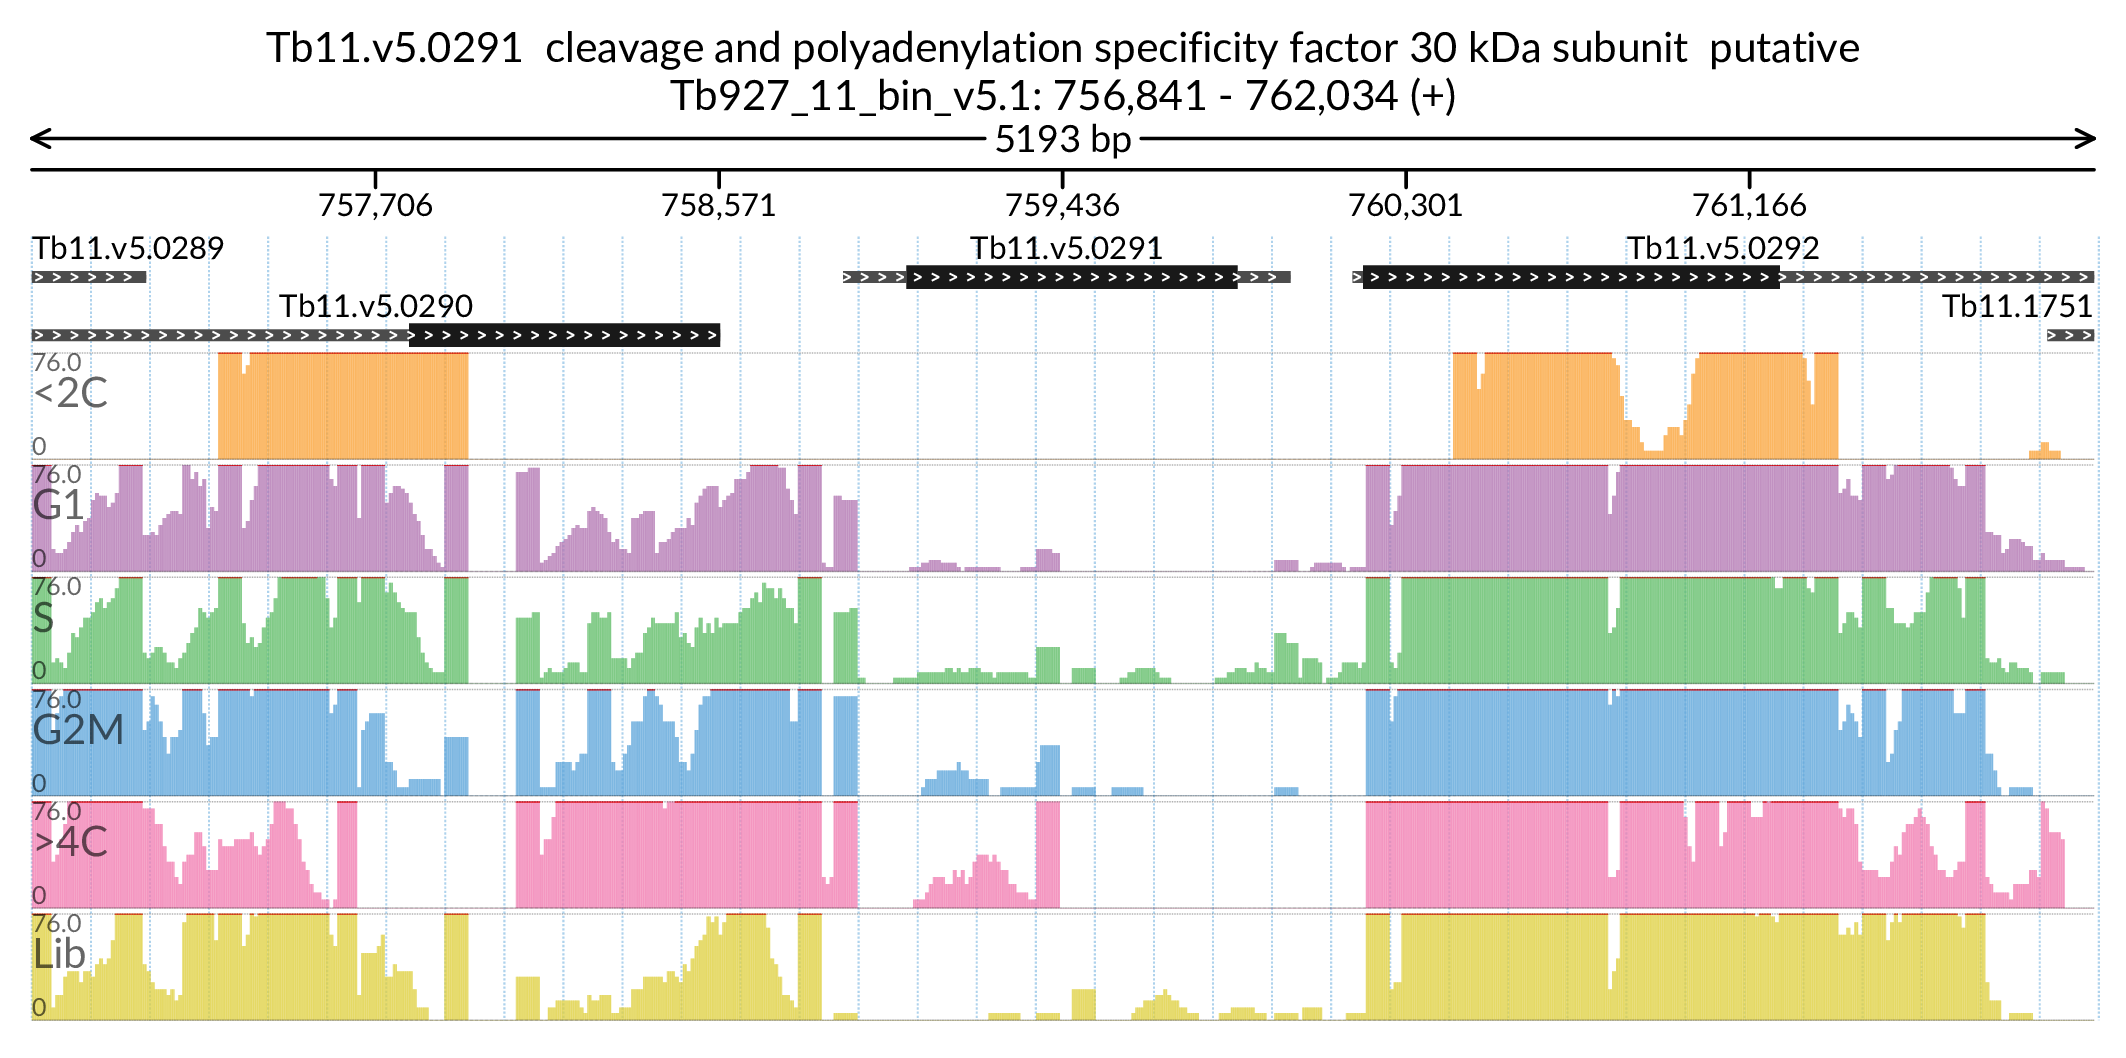 Tb11.v5.0291 cleavage and polyadenylation specificity factor 30 kDa subunit putative
Tb927_11_bin_v5.1: 756,841 - 762,034 (+)
5193 bp
757,706 758,571 759,436 760,301 761,166
Tb11.v5.0289 Tb11.v5.0291 Tb11.v5.0292
Tb11.v5.0290 Tb11.1751
76.0
<2C
0
76.0
G1
0
76.0
S
0
76.0
G2M
0
76.0
>4C
0
76.0
Lib
0